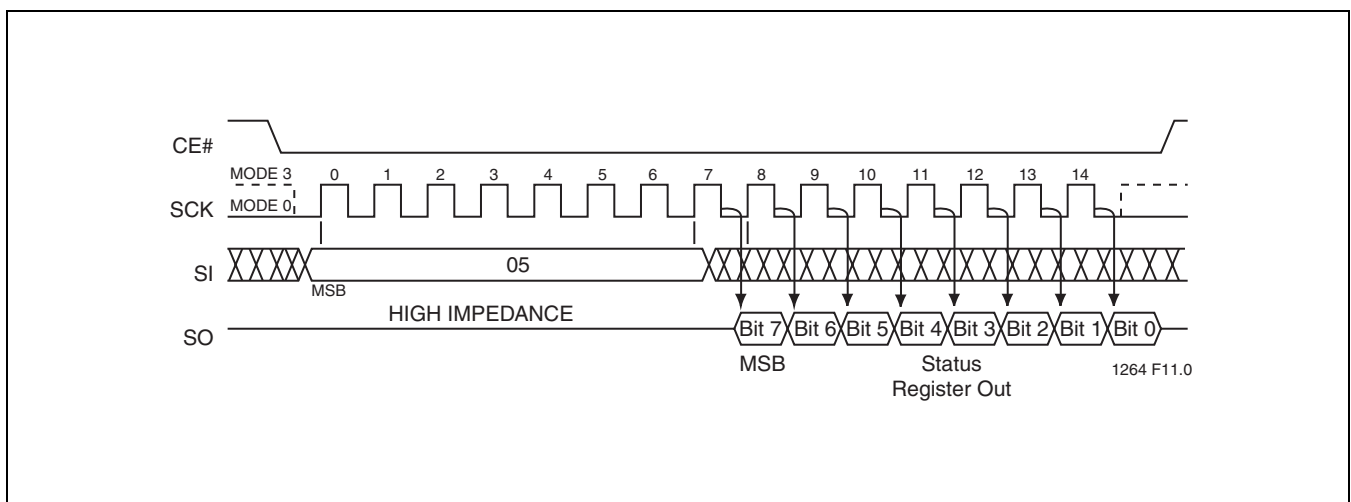 CE#
MODE 3
0 1 2 3 4 5 6 7 8 9 10 11 12 13 14
SCK
MODE 0
SI
05
MSB
HIGH IMPEDANCE
SO
Bit 7 Bit 6 Bit 5 Bit 4 Bit 3 Bit 2 Bit 1 Bit 0
MSB
Status
Register Out
1264 F11.0